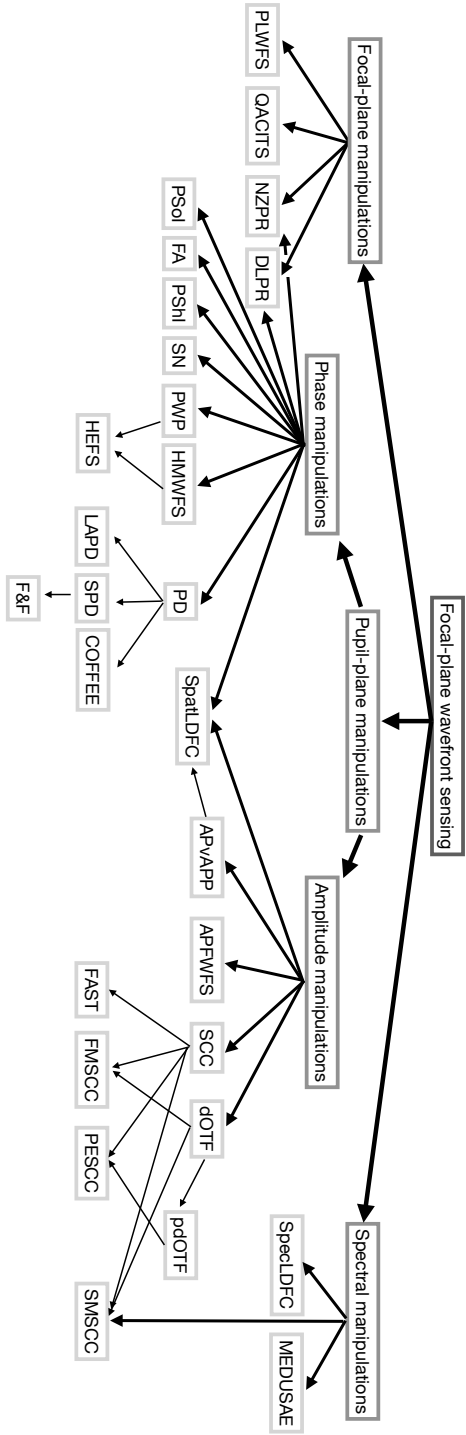 Focal-plane wavefront sensing
Focal-plane manipulations
Pupil-plane manipulations
Spectral manipulations
Phase manipulations
Amplitude manipulations
PLWFS
QACITS
NZPR
DLPR
SpecLDFC
MEDUSAE
PSol
FA
PShI
SN
PWP
HMWFS
PD
SpatLDFC
APvAPP
APFWFS
SCC
dOTF
pdOTF
HEFS
LAPD
SPD
COFFEE
FAST
FMSCC
PESCC
SMSCC
F&F